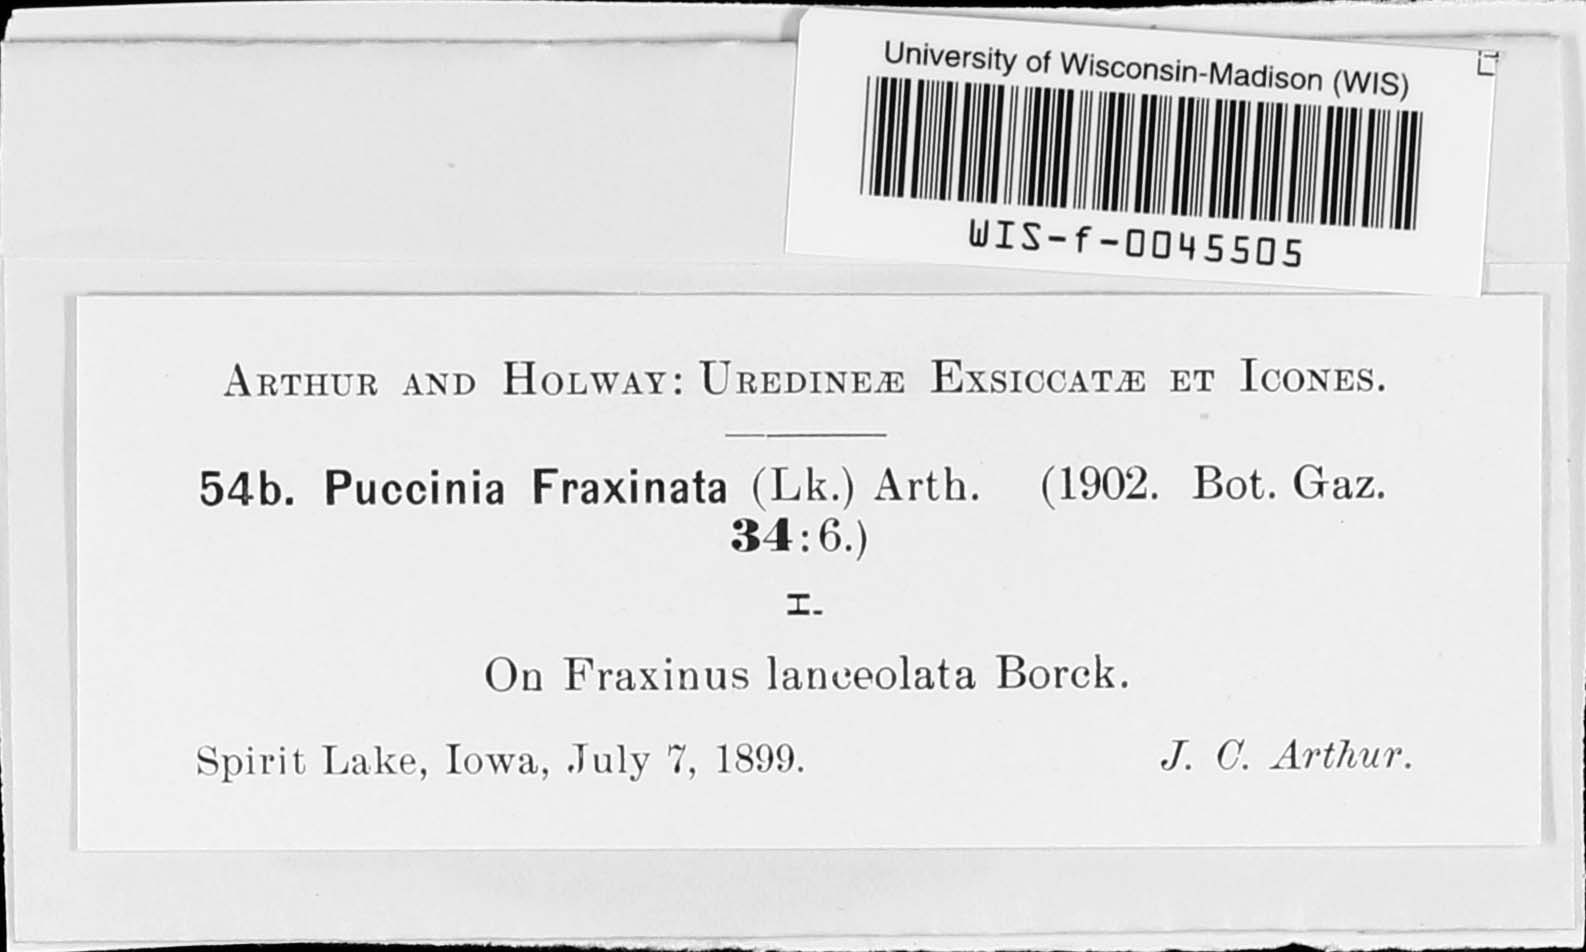 University of Wisconsin-Madison (WIS)
WIS-f-0045505
ARTHUR AND HOLWAY: UREDINEÆ EXSICCATÆ ET ICONES.
54b. Puccinia Fraxinata (Lk.) Arth. (1902. Bot. Gaz.
34:6.)
I.
On Fraxinus lanceolata Borck.
Spirit Lake, Iowa, July 7, 1899. J. C. Arthur.